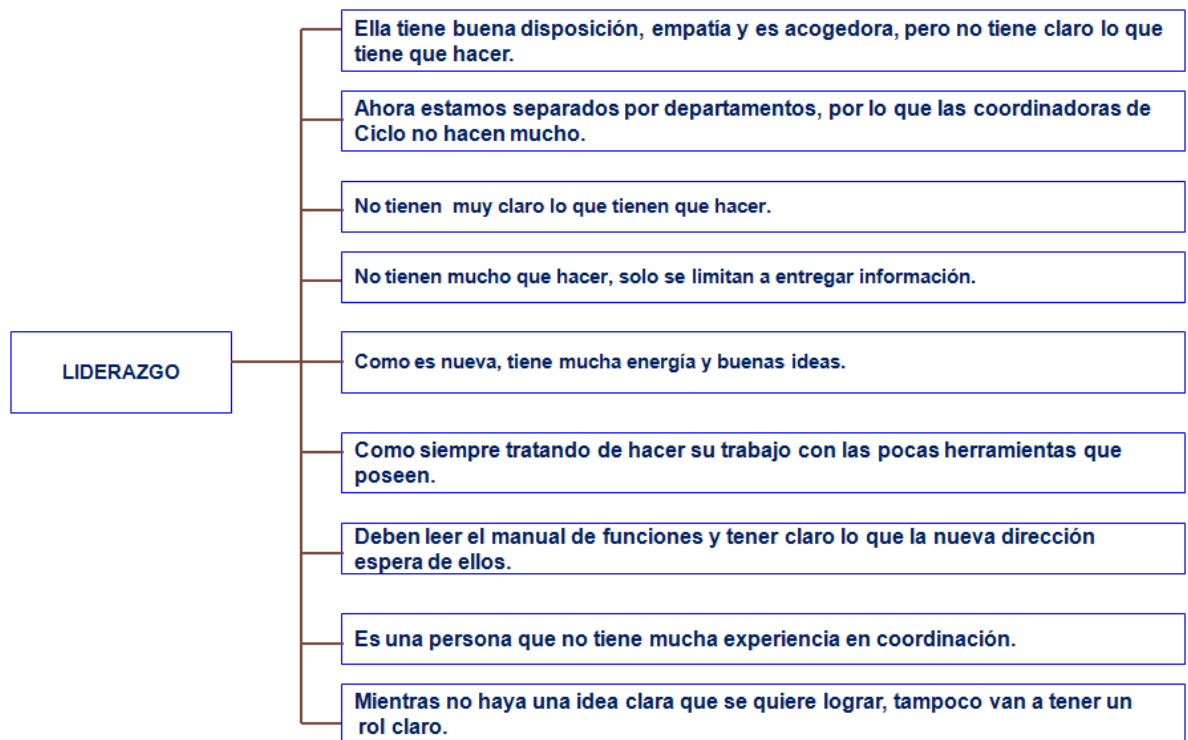 Ella tiene buena disposición, empatía y es acogedora, pero no tiene claro lo que
tiene que hacer.
Ahora estamos separados por departamentos, por lo que las coordinadoras de
Ciclo no hacen mucho.
No tienen muy claro lo que tienen que hacer.
No tienen mucho que hacer, solo se limitan a entregar información.
LIDERAZGO
Como es nueva, tiene mucha energía y buenas ideas.
Como siempre tratando de hacer su trabajo con las pocas herramientas que
poseen.
Deben leer el manual de funciones y tener claro lo que la nueva dirección
espera de ellos.
Es una persona que no tiene mucha experiencia en coordinación.
Mientras no haya una idea clara que se quiere lograr, tampoco van a tener un
rol claro.